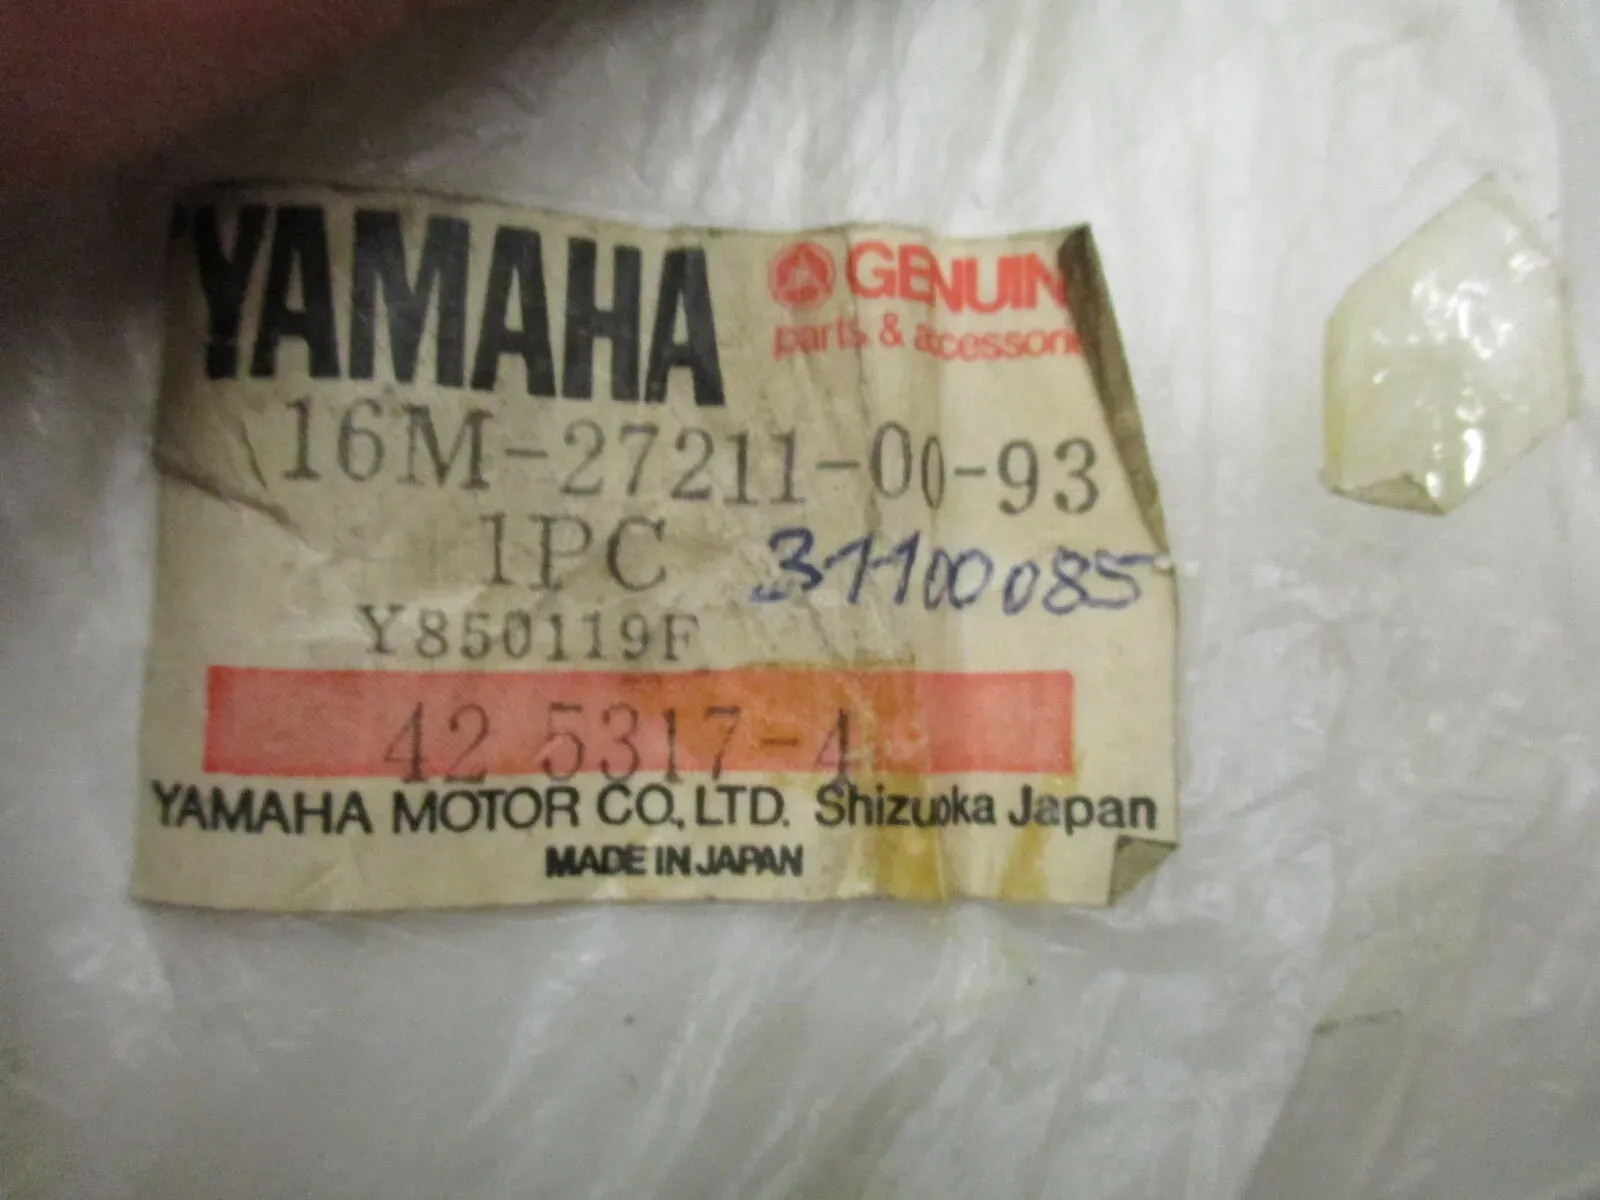 YAMAHA
GENUIN
parts & accessori
16M-27211-00-93
1PC 31100085
Y850119F
42 5317-4
YAMAHA MOTOR CO., LTD. Shizuoka Japan
MADE IN JAPAN